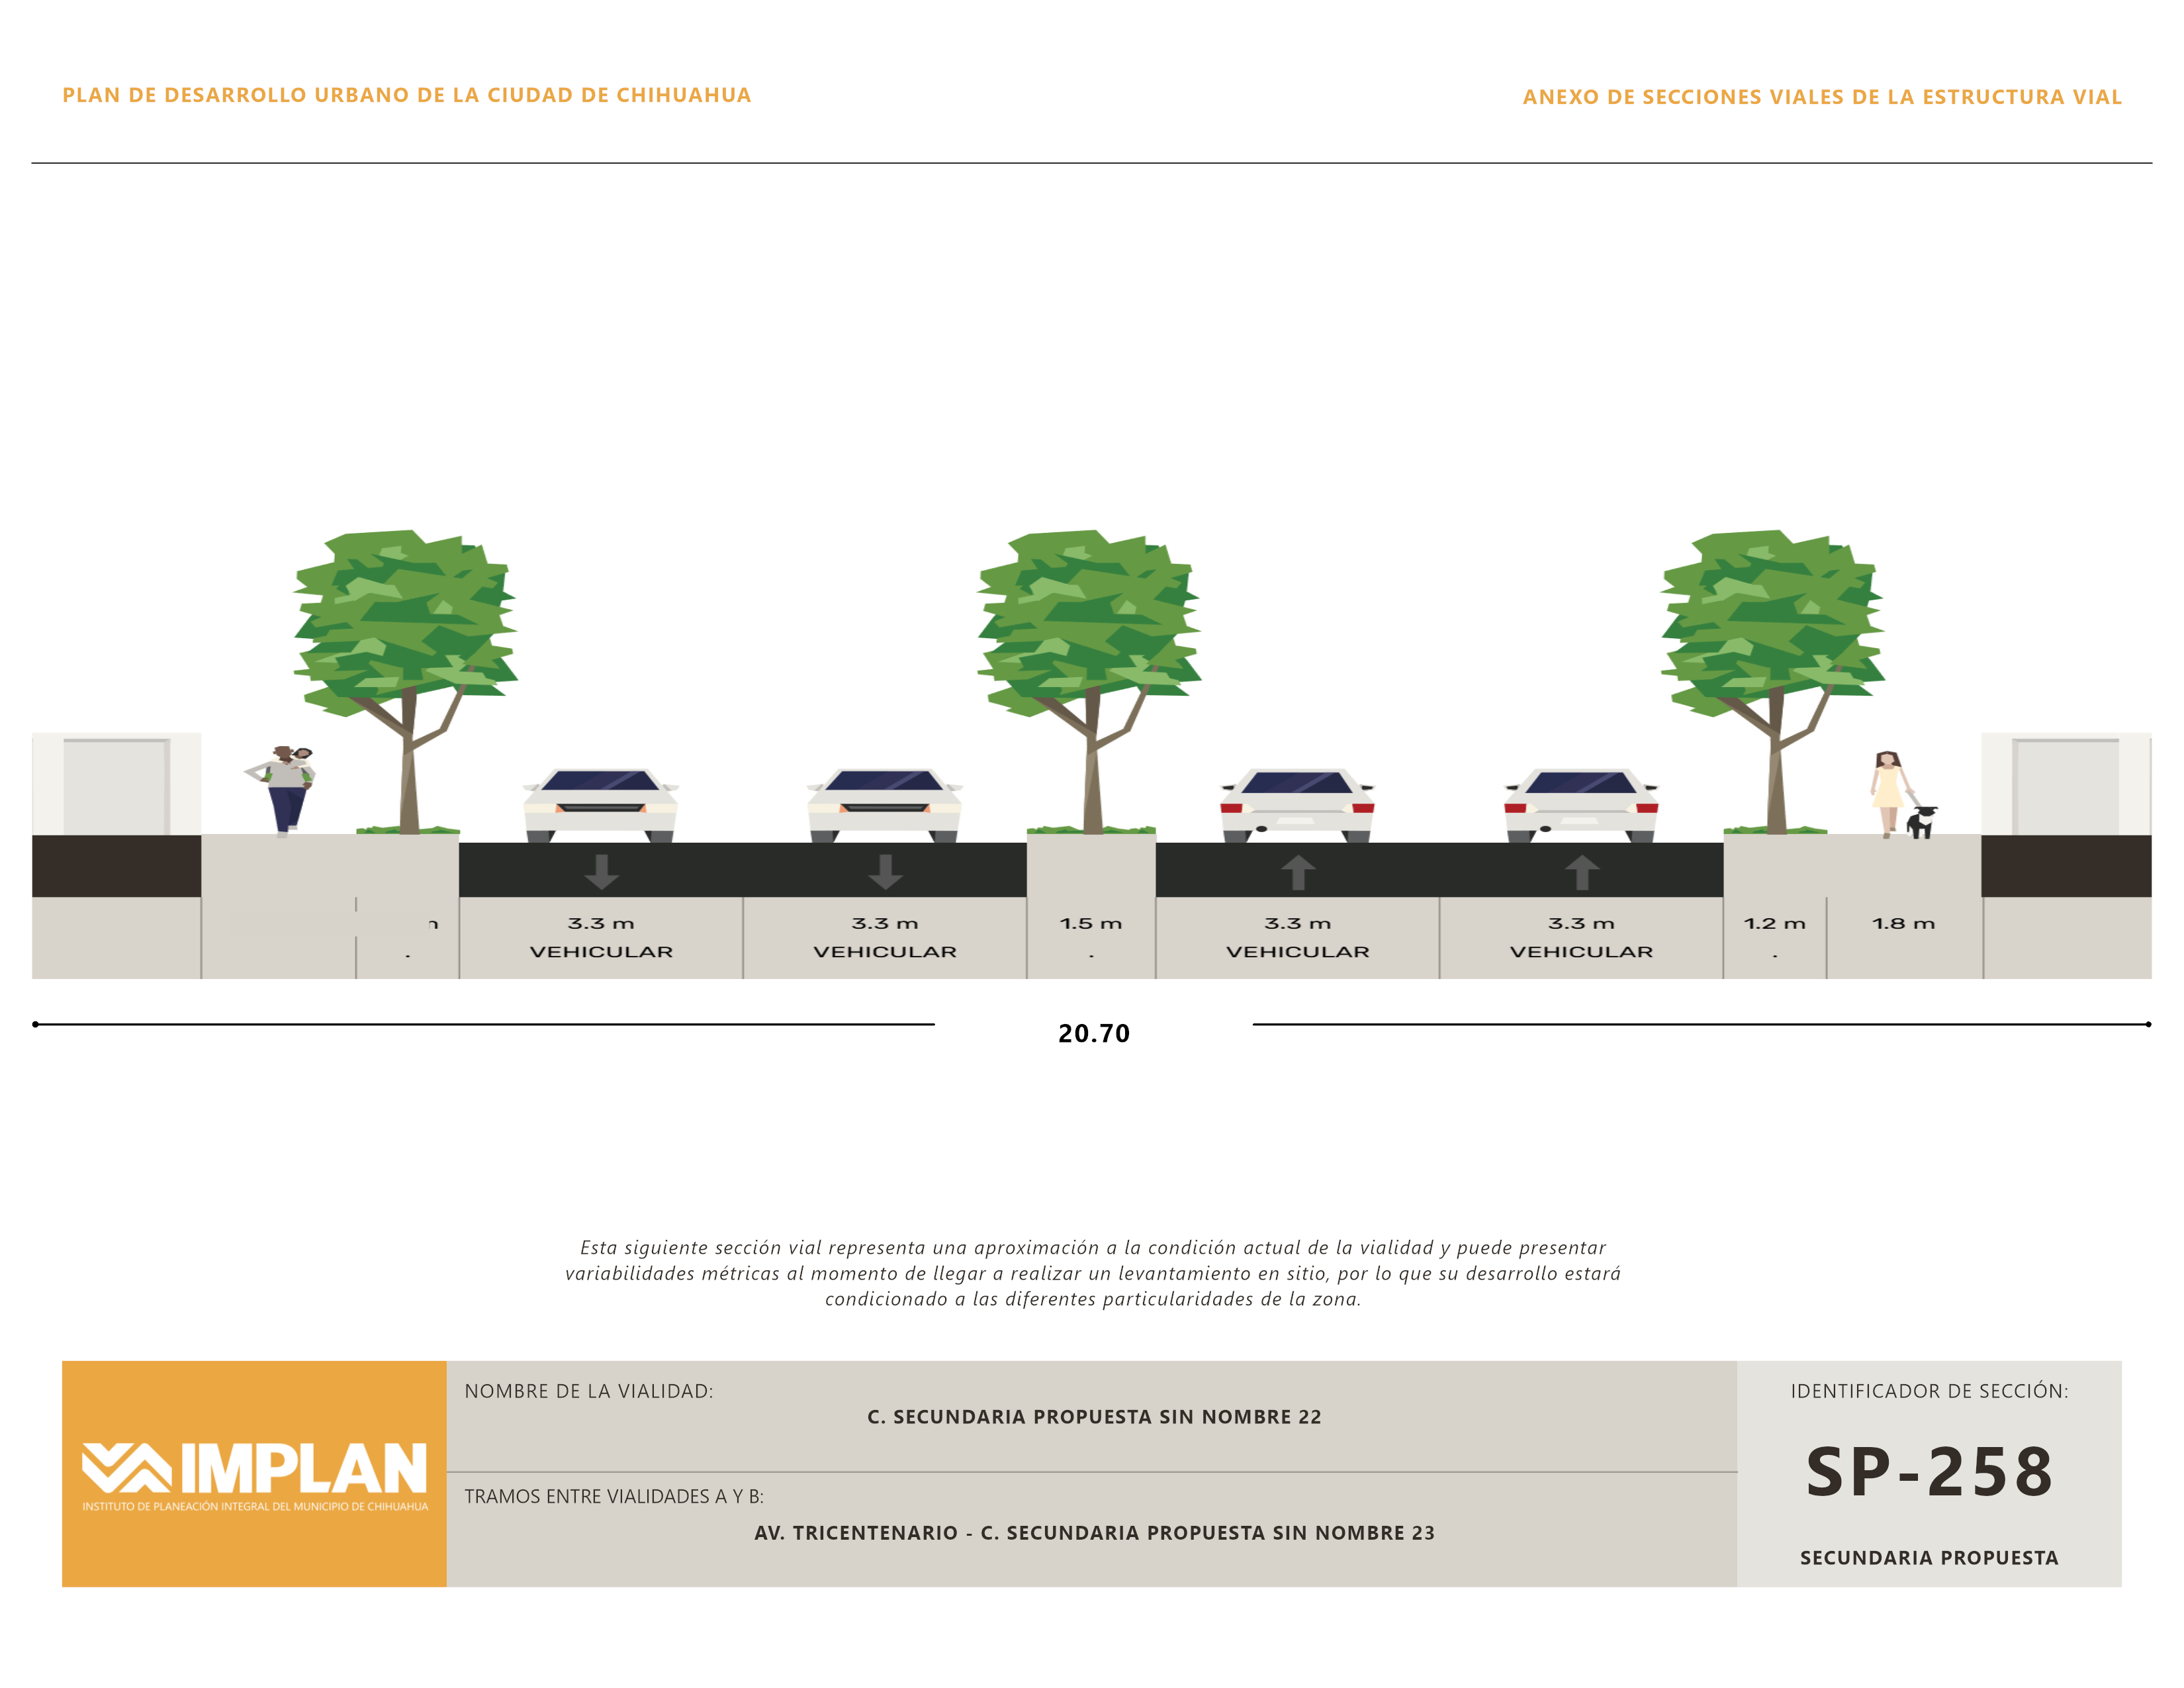 PLAN DE DESARROLLO URBANO DE LA CIUDAD DE CHIHUAHUA
ANEXO DE SECCIONES VIALES DE LA ESTRUCTURA VIAL
3.3 m 3.3 m 1.5 m 3.3 m 3.3 m 1.2 m 1.8 m
. VEHICULAR VEHICULAR . VEHICULAR VEHICULAR .
20.70
Esta siguiente sección vial representa una aproximación a la condición actual de la vialidad y puede presentar
variabilidades métricas al momento de llegar a realizar un levantamiento en sitio, por lo que su desarrollo estará
condicionado a las diferentes particularidades de la zona.
IMPLAN
INSTITUTO DE PLANEACIÓN INTEGRAL DEL MUNICIPIO DE CHIHUAHUA
NOMBRE DE LA VIALIDAD:
C. SECUNDARIA PROPUESTA SIN NOMBRE 22
TRAMOS ENTRE VIALIDADES A Y B:
AV. TRICENTENARIO - C. SECUNDARIA PROPUESTA SIN NOMBRE 23
IDENTIFICADOR DE SECCIÓN:
SP-258
SECUNDARIA PROPUESTA